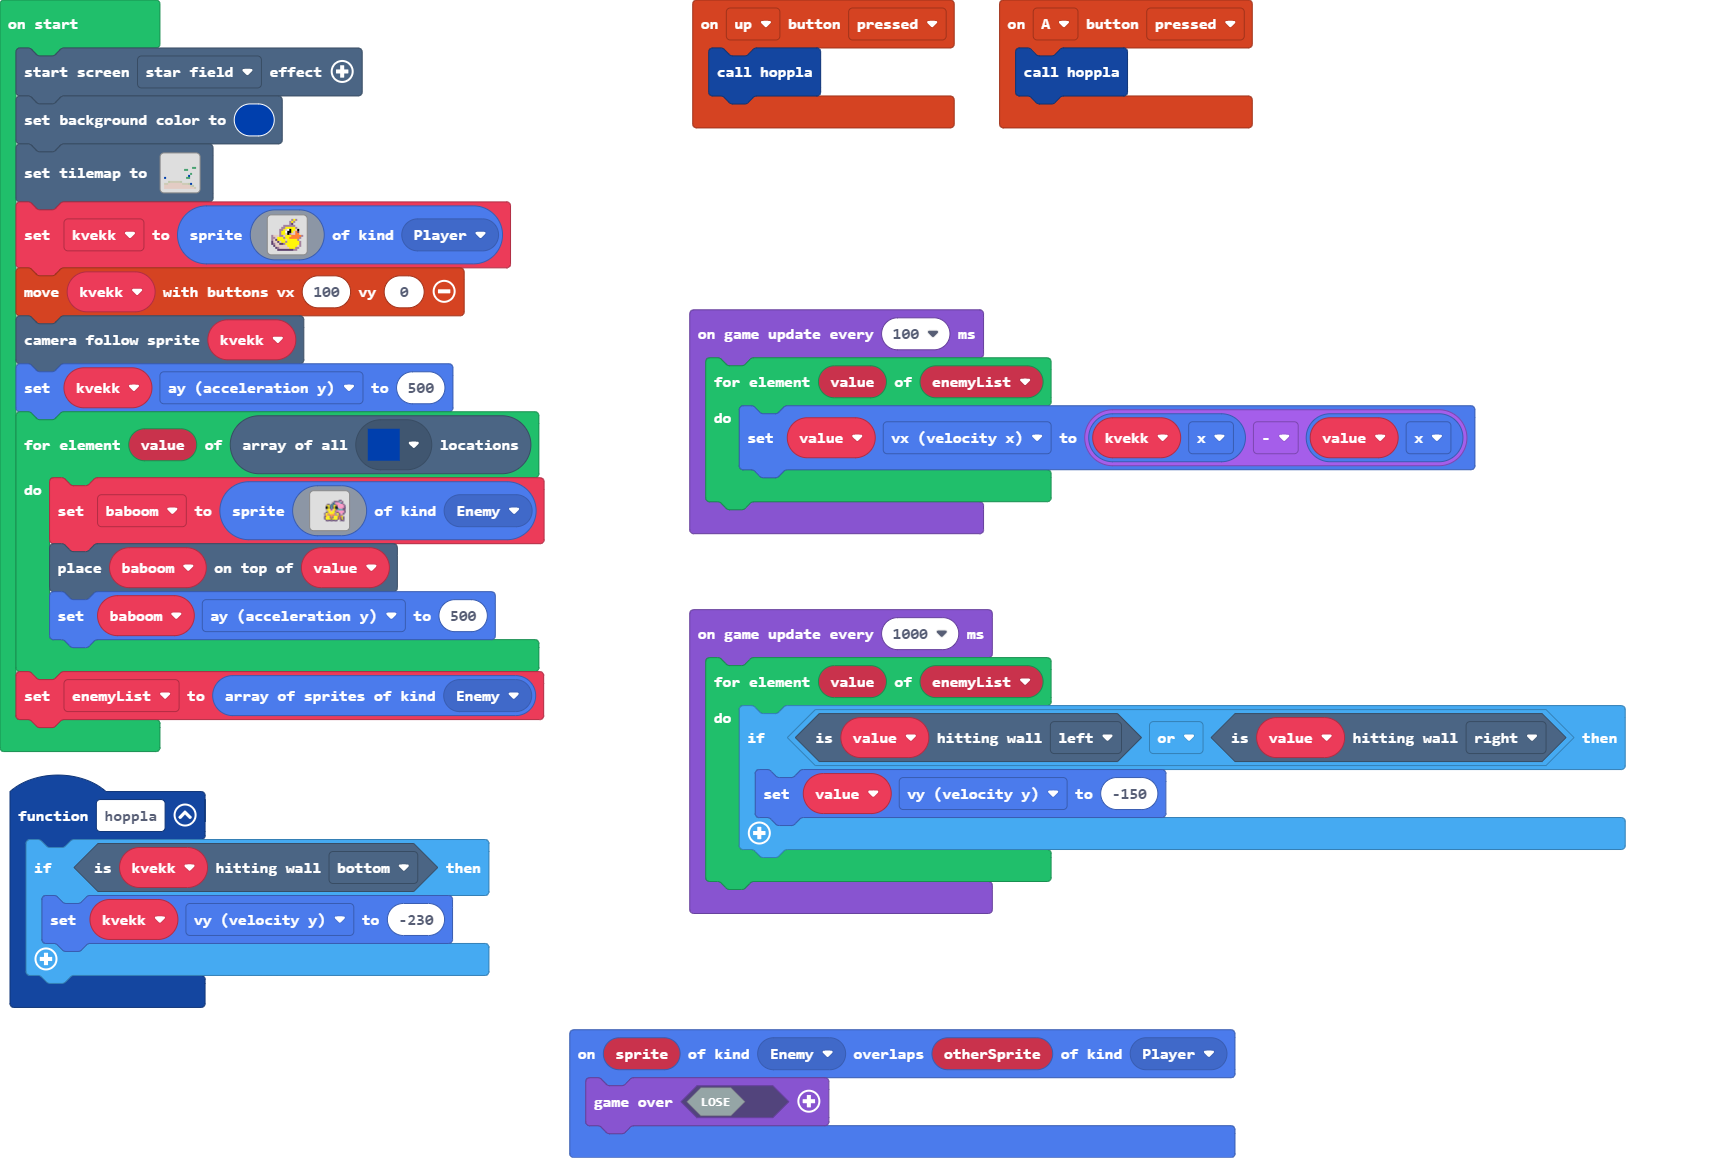 on start
start screen star field effect
set background color to
set tilemap to
set kvekk to sprite of kind Player
move kvekk with buttons vx 100 vy 0
camera follow sprite kvekk
set kvekk ay (acceleration y) to 500
for element value of array of all locations
do
set baboom to sprite of kind Enemy
place baboom on top of value
set baboom ay (acceleration y) to 500
set enemyList to array of sprites of kind Enemy
function hoppla
if is kvekk hitting wall bottom then
set kvekk vy (velocity y) to -230
on up button pressed
call hoppla
on A button pressed
call hoppla
on game update every 100 ms
for element value of enemyList
do
set value vx (velocity x) to kvekk x - value x
on game update every 1000 ms
for element value of enemyList
do
if is value hitting wall left or is value hitting wall right then
set value vy (velocity y) to -150
on sprite of kind Enemy overlaps otherSprite of kind Player
game over LOSE